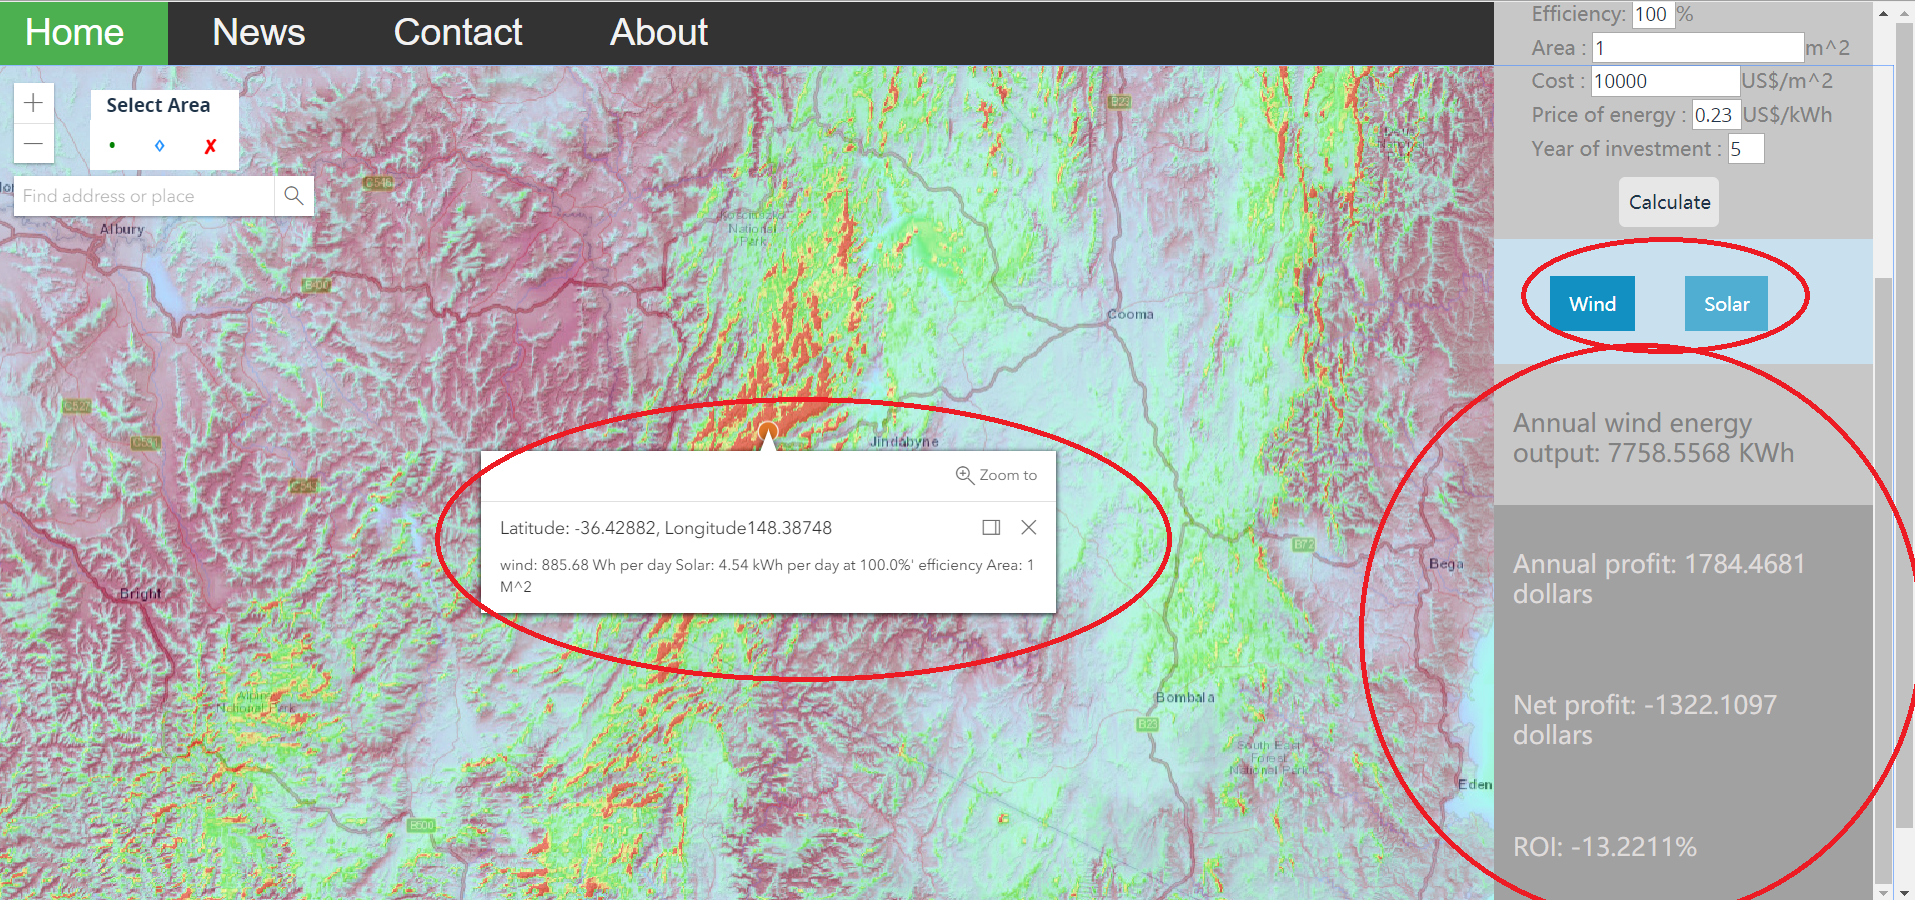 Home News Contact About
Efficiency: 100 %
Area : 1 m^2
Cost : 10000 US$/m^2
Price of energy : 0.23 US$/kWh
Year of investment : 5
Calculate
Select Area
Find address or place
Wind Solar
Annual wind energy
output: 7758.5568 KWh
Annual profit: 1784.4681
dollars
Net profit: -1322.1097
dollars
ROI: -13.2211%
Zoom to
Latitude: -36.42882, Longitude148.38748
wind: 885.68 Wh per day Solar: 4.54 kWh per day at 100.0%' efficiency Area: 1
M^2
B23
Kosciuszko
National
Park
Albury
B400
Cooma
Jindabyne
B72
Bega
Bright
Alpine
National Park
Bombala
B23
South East
Forest
National Park
Eden
B500